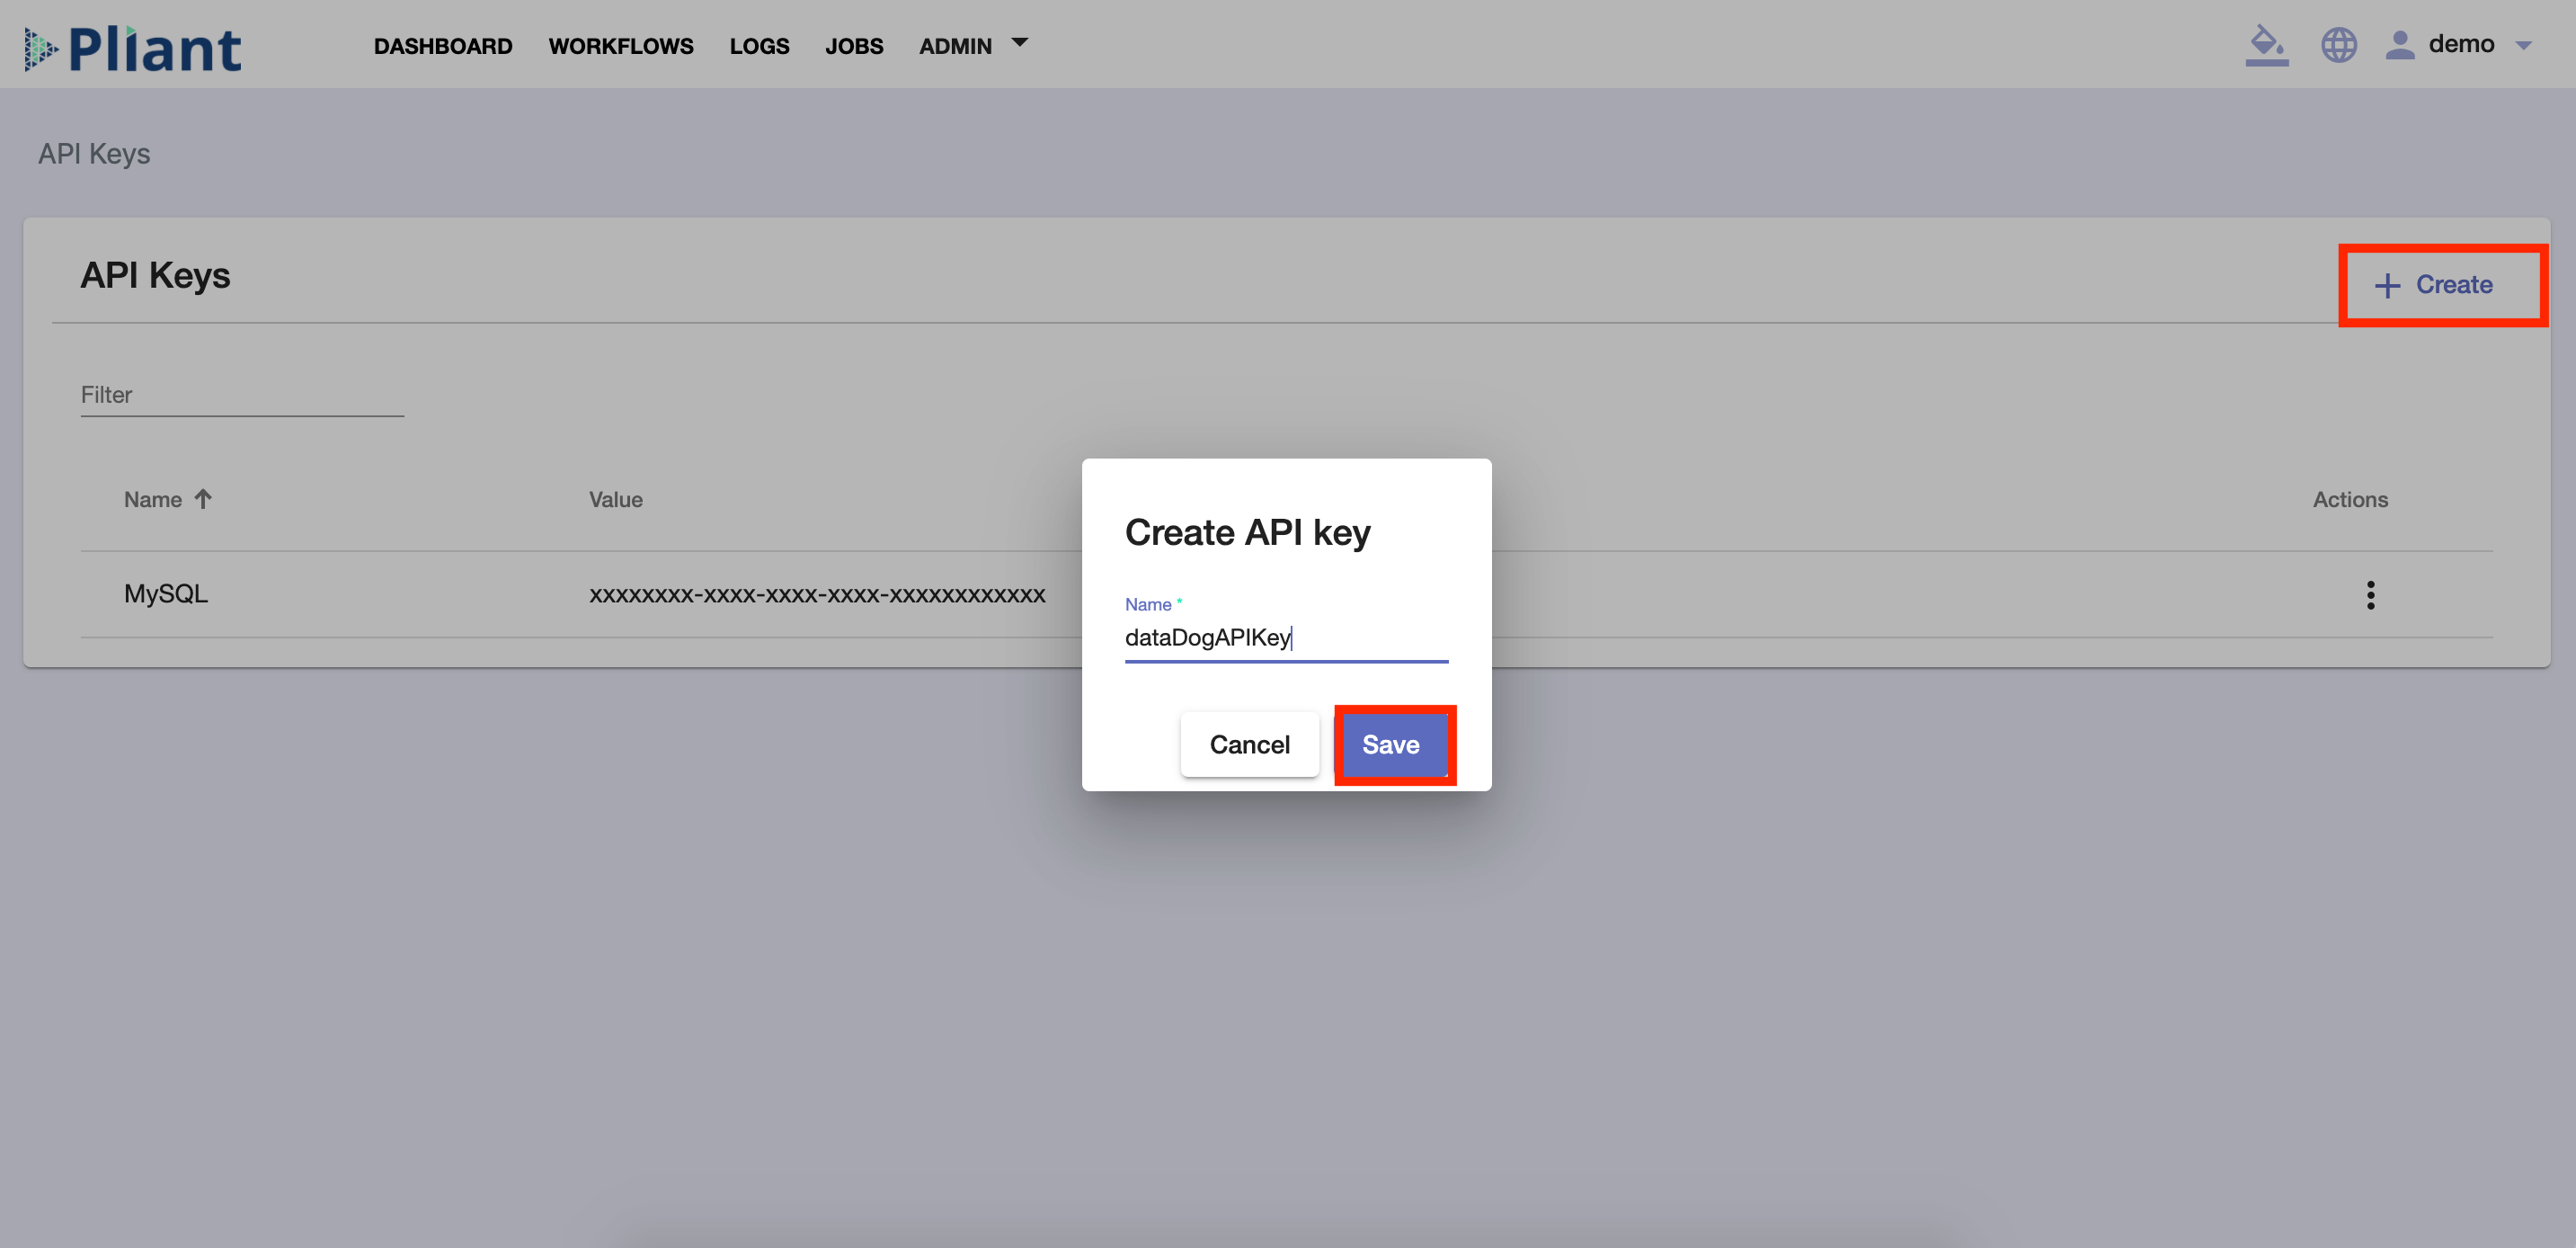 Pliant
DASHBOARD WORKFLOWS LOGS JOBS ADMIN demo
API Keys
API Keys
Create
Filter
Name Value Actions
MySQL xxxxxxxx-xxxx-xxxx-xxxx-xxxxxxxxxxxx
Create API key
Name *
dataDogAPIKey
Cancel Save